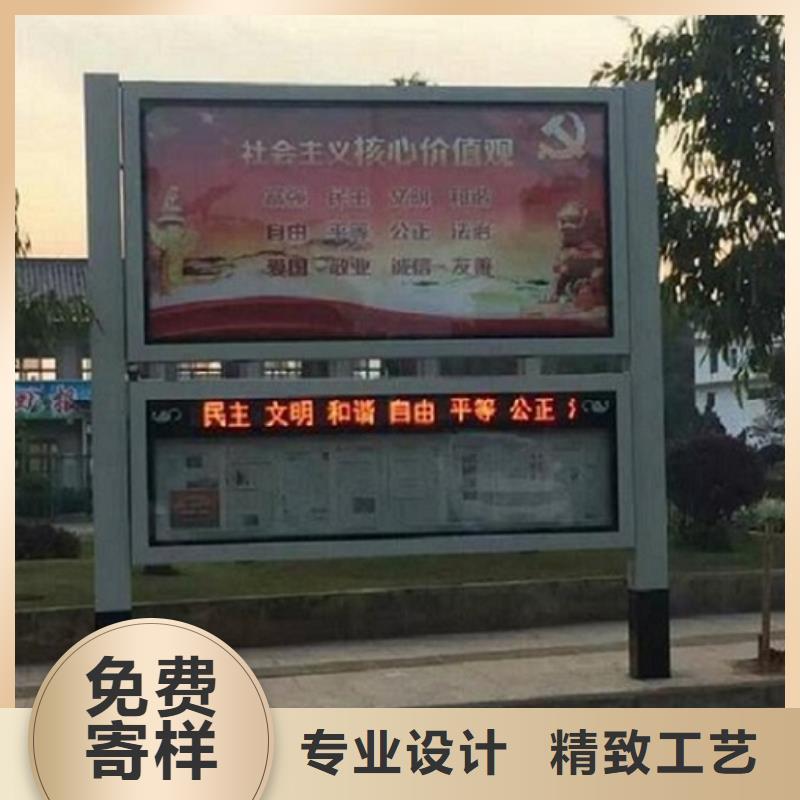 社会主义核心价值观
富强 民主 文明 和谐
自由 平等 公正 法治
爱国 敬业 诚信 友善
民主 文明 和谐 自由 平等 公正
免费
寄样
专业设计 精致工艺